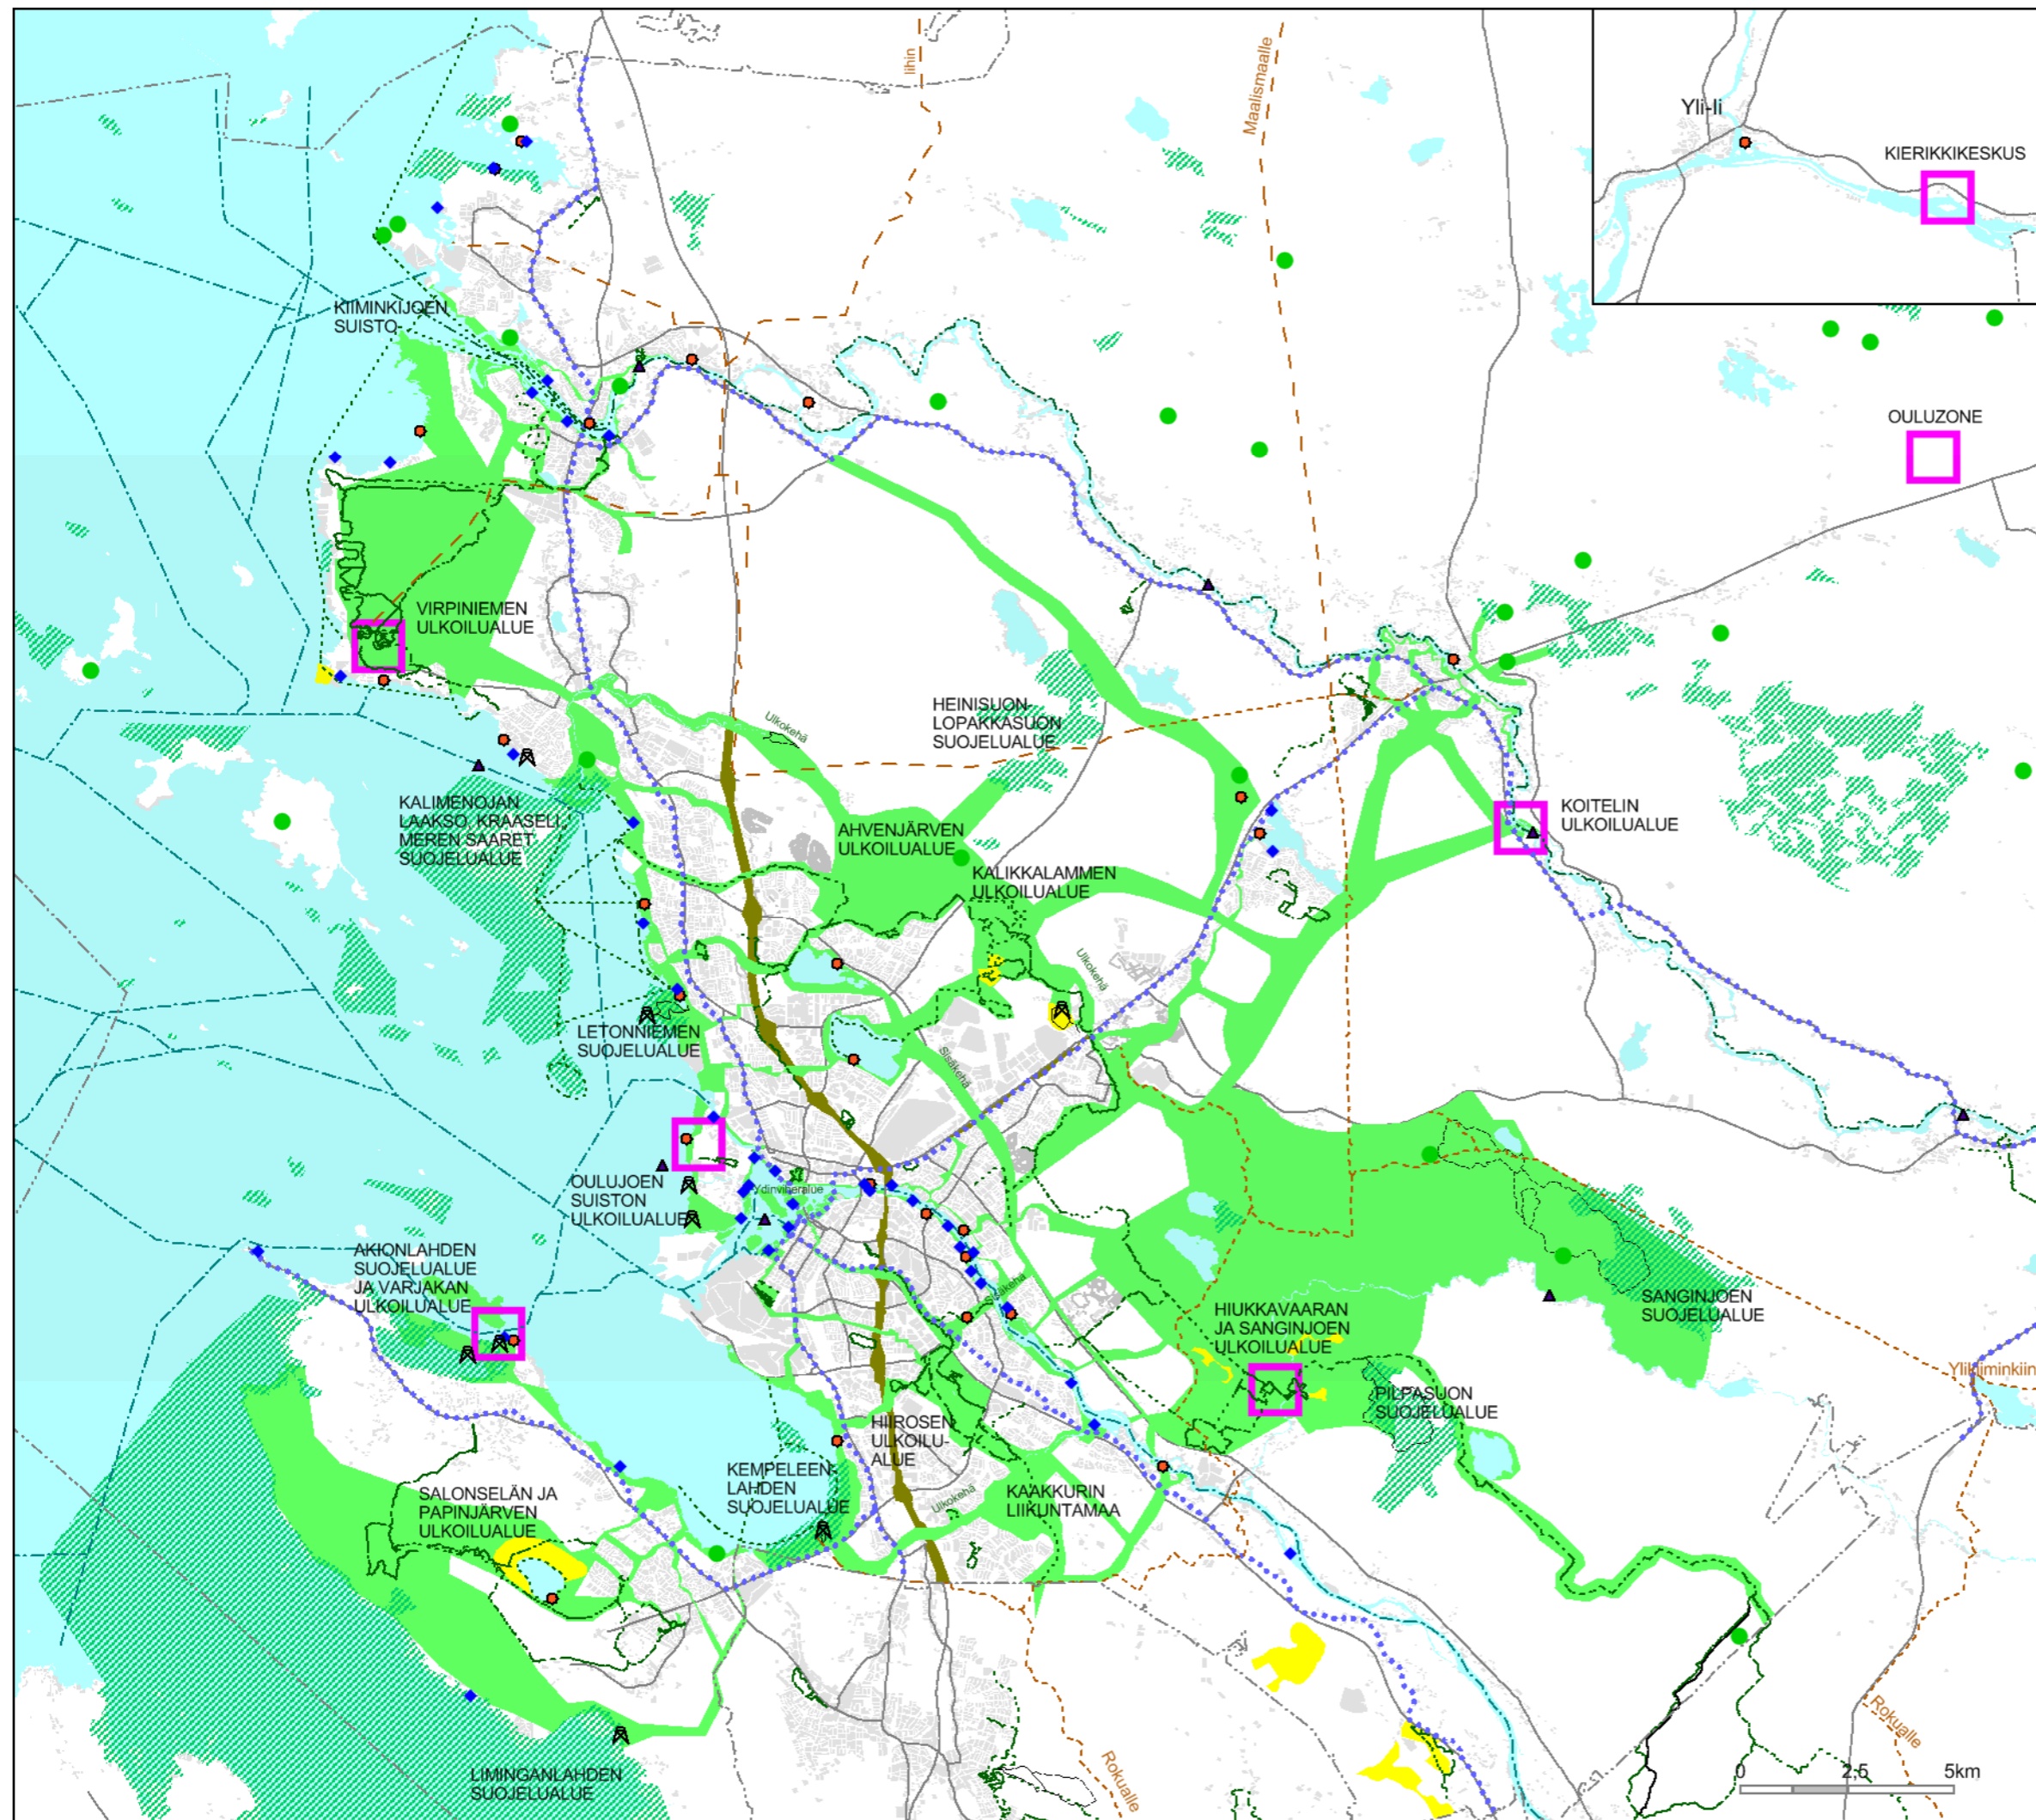 Iihin
Maalismaalle
Yli-Ii
KIERIKKIKESKUS
KIIMINKIJOEN
SUISTO
OULUZONE
VIRPINIEMEN
ULKOILUALUE
HEINISUON-
LOPAKKASUON
SUOJELUALUE
Ulkokehä
KALIMENOJAN
LAAKSO, KRAASELI,
MEREN SAARET
SUOJELUALUE
AHVENJÄRVEN
ULKOILUALUE
KOITELIN
ULKOILUALUE
KALIKKALAMMEN
ULKOILUALUE
Ulkokehä
LETONNIEMEN
SUOJELUALUE
Sisäkehä
OULUJOEN
SUISTON
ULKOILUALUE
Ydinviheralue
AKIONLAHDEN
SUOJELUALUE
JA VARJAKAN
ULKOILUALUE
Sisäkehä
HIUKKAVAARAN
JA SANGINJOEN
ULKOILUALUE
SANGINJOEN
SUOJELUALUE
Ylikiiminkiin
PILPASUON
SUOJELUALUE
HIIROSEN
ULKOILU-
ALUE
KEMPELEEN-
LAHDEN
SUOJELUALUE
SALONSELÄN JA
PAPINJÄRVEN
ULKOILUALUE
Ulkokehä
KAAKKURIN
LIIKUNTAMAA
Rokualle
Rokualle
LIMINGANLAHDEN
SUOJELUALUE
0 2,5 5km